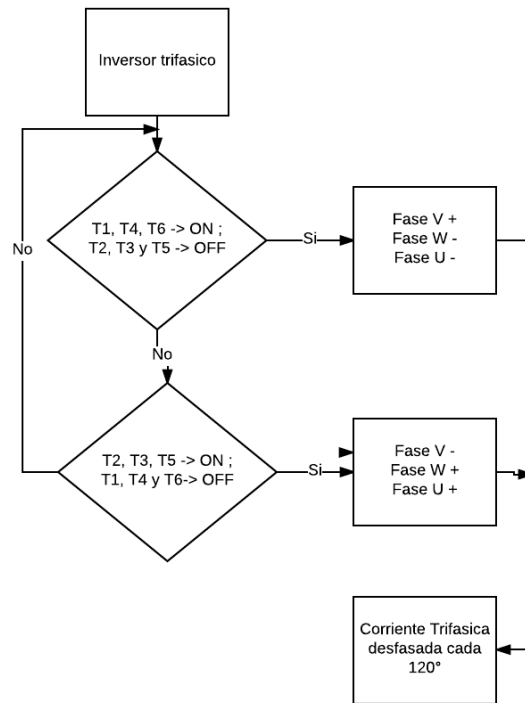 Inversor trifasico
T1, T4, T6 -> ON ;
T2, T3 y T5 -> OFF
Si
Fase V +
Fase W -
Fase U -
No
No
T2, T3, T5 -> ON ;
T1, T4 y T6-> OFF
Si
Fase V -
Fase W +
Fase U +
Corriente Trifasica
desfasada cada
120°